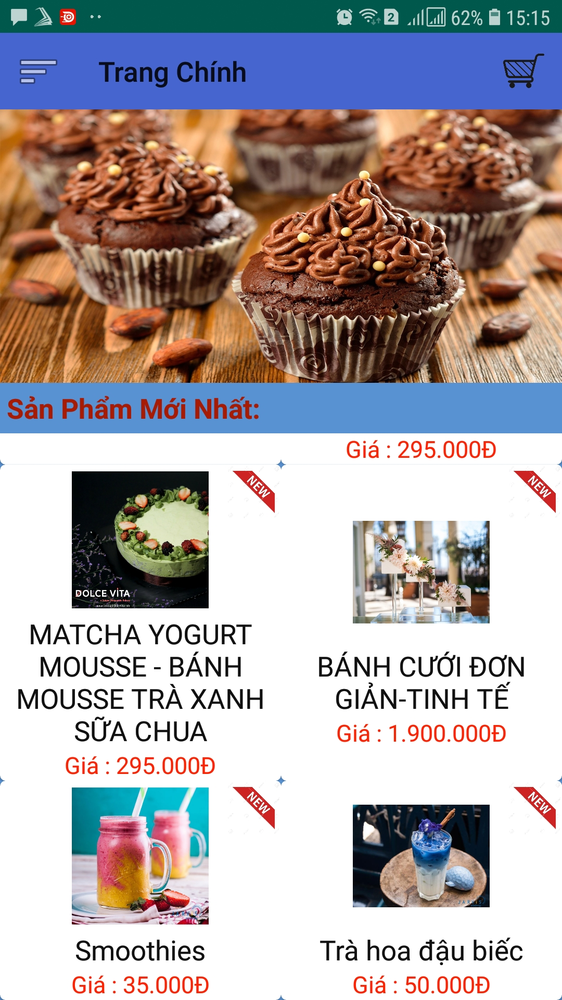 2 62% 15:15
Trang Chính
Sản Phẩm Mới Nhất:
Giá : 295.000Đ
NEW
NEW
DOLCE VITA
MATCHA YOGURT
MOUSSE - BÁNH
MOUSSE TRÀ XANH
SỮA CHUA
Giá : 295.000Đ
BÁNH CƯỚI ĐƠN
GIẢN-TINH TẾ
Giá : 1.900.000Đ
NEW
NEW
JARVIS
JARVIS
Smoothies
Giá : 35.000Đ
Trà hoa đậu biếc
Giá : 50.000Đ